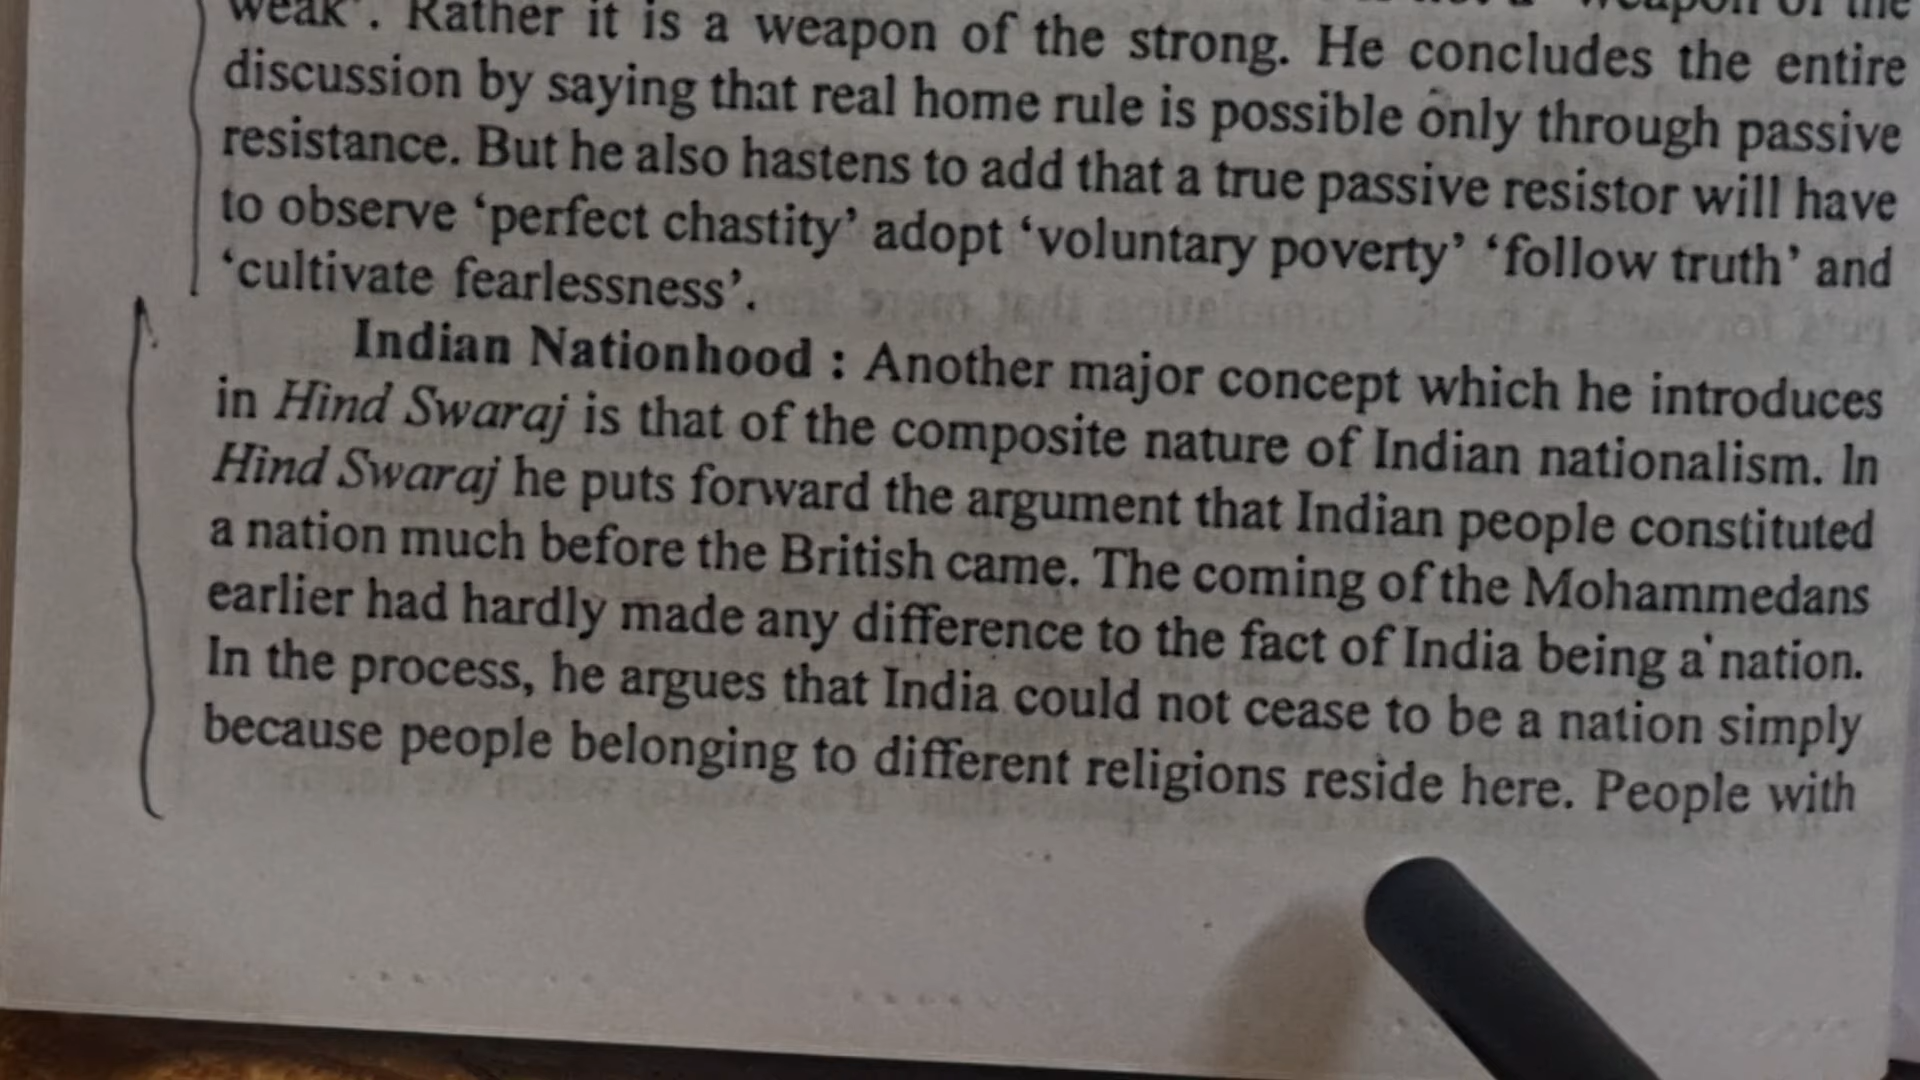 weak'. Rather it is a weapon of the strong. He concludes the entire
discussion by saying that real home rule is possible only through passive
resistance. But he also hastens to add that a true passive resistor will have
to observe 'perfect chastity' adopt 'voluntary poverty' 'follow truth' and
'cultivate fearlessness'.
Indian Nationhood : Another major concept which he introduces
in Hind Swaraj is that of the composite nature of Indian nationalism. In
Hind Swaraj he puts forward the argument that Indian people constituted
a nation much before the British came. The coming of the Mohammedans
earlier had hardly made any difference to the fact of India being a nation.
In the process, he argues that India could not cease to be a nation simply
because people belonging to different religions reside here. People with